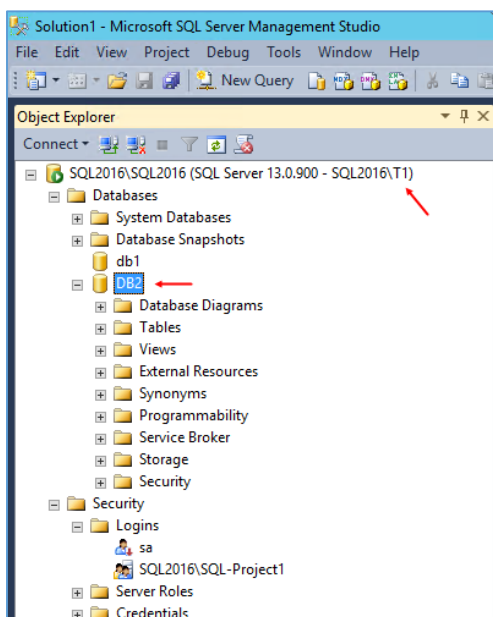 Solution1 - Microsoft SQL Server Management Studio
File Edit View Project Debug Tools Window Help
New Query
Object Explorer
Connect
SQL2016\SQL2016 (SQL Server 13.0.900 - SQL2016\T1)
Databases
System Databases
Database Snapshots
db1
DB2
Database Diagrams
Tables
Views
External Resources
Synonyms
Programmability
Service Broker
Storage
Security
Security
Logins
sa
SQL2016\SQL-Project1
Server Roles
Credentials